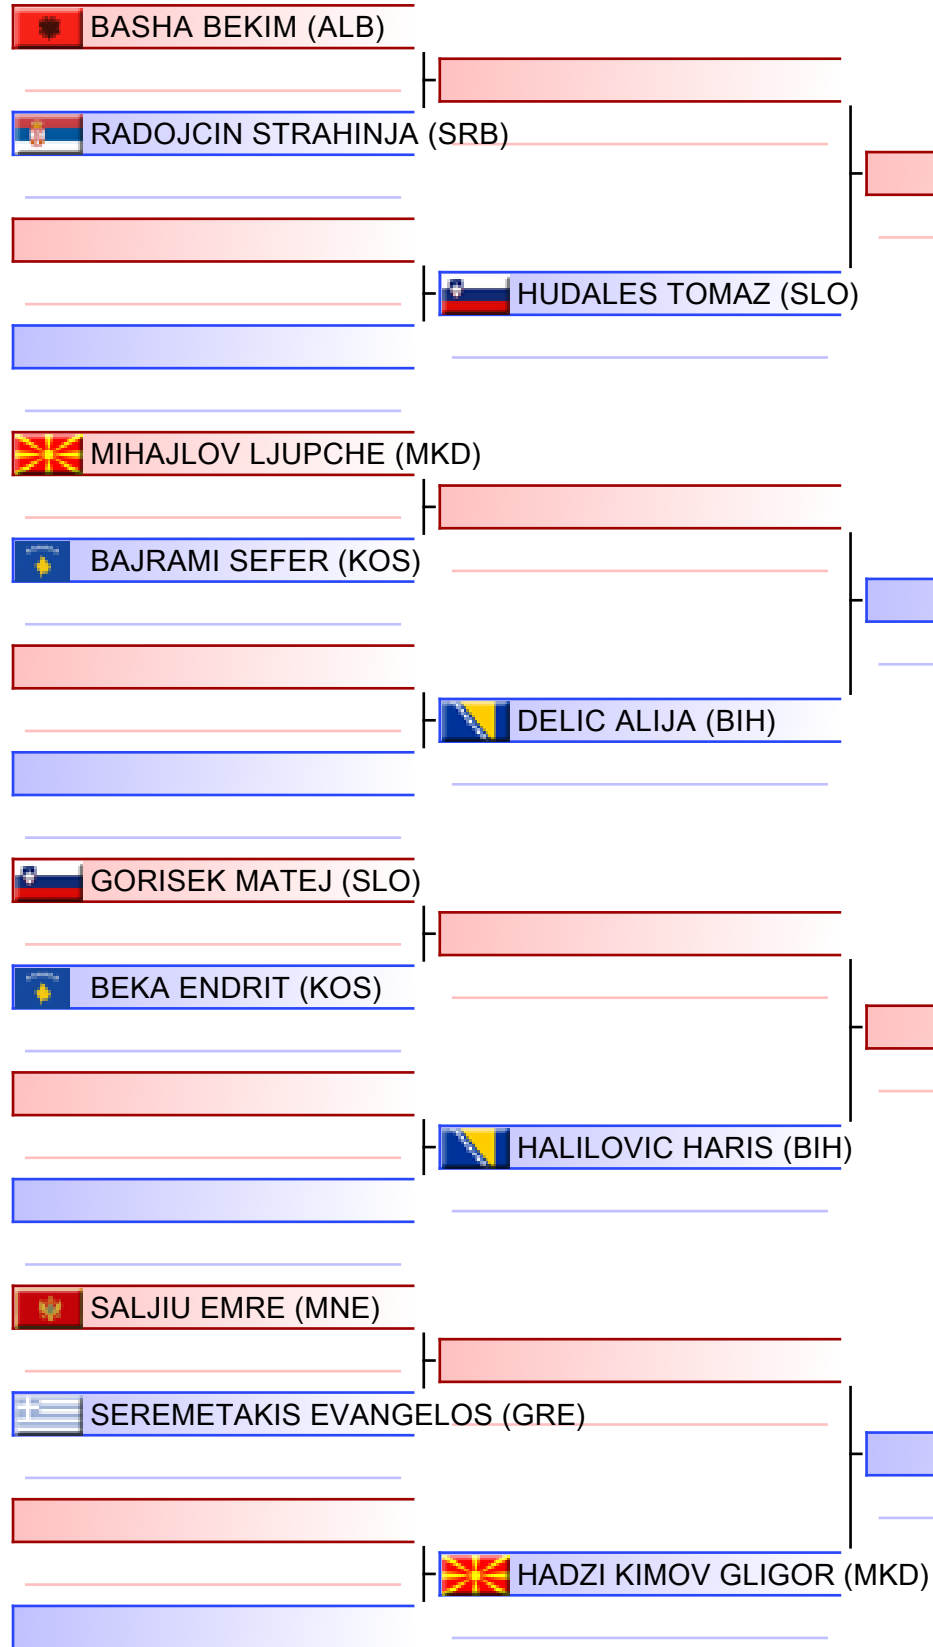 BASHA BEKIM (ALB)
RADOJCIN STRAHINJA (SRB)
HUDALES TOMAZ (SLO)
MIHAJLOV LJUPCHE (MKD)
BAJRAMI SEFER (KOS)
DELIC ALIJA (BIH)
GORISEK MATEJ (SLO)
BEKA ENDRIT (KOS)
HALILOVIC HARIS (BIH)
SALJIU EMRE (MNE)
SEREMETAKIS EVANGELOS (GRE)
HADZI KIMOV GLIGOR (MKD)